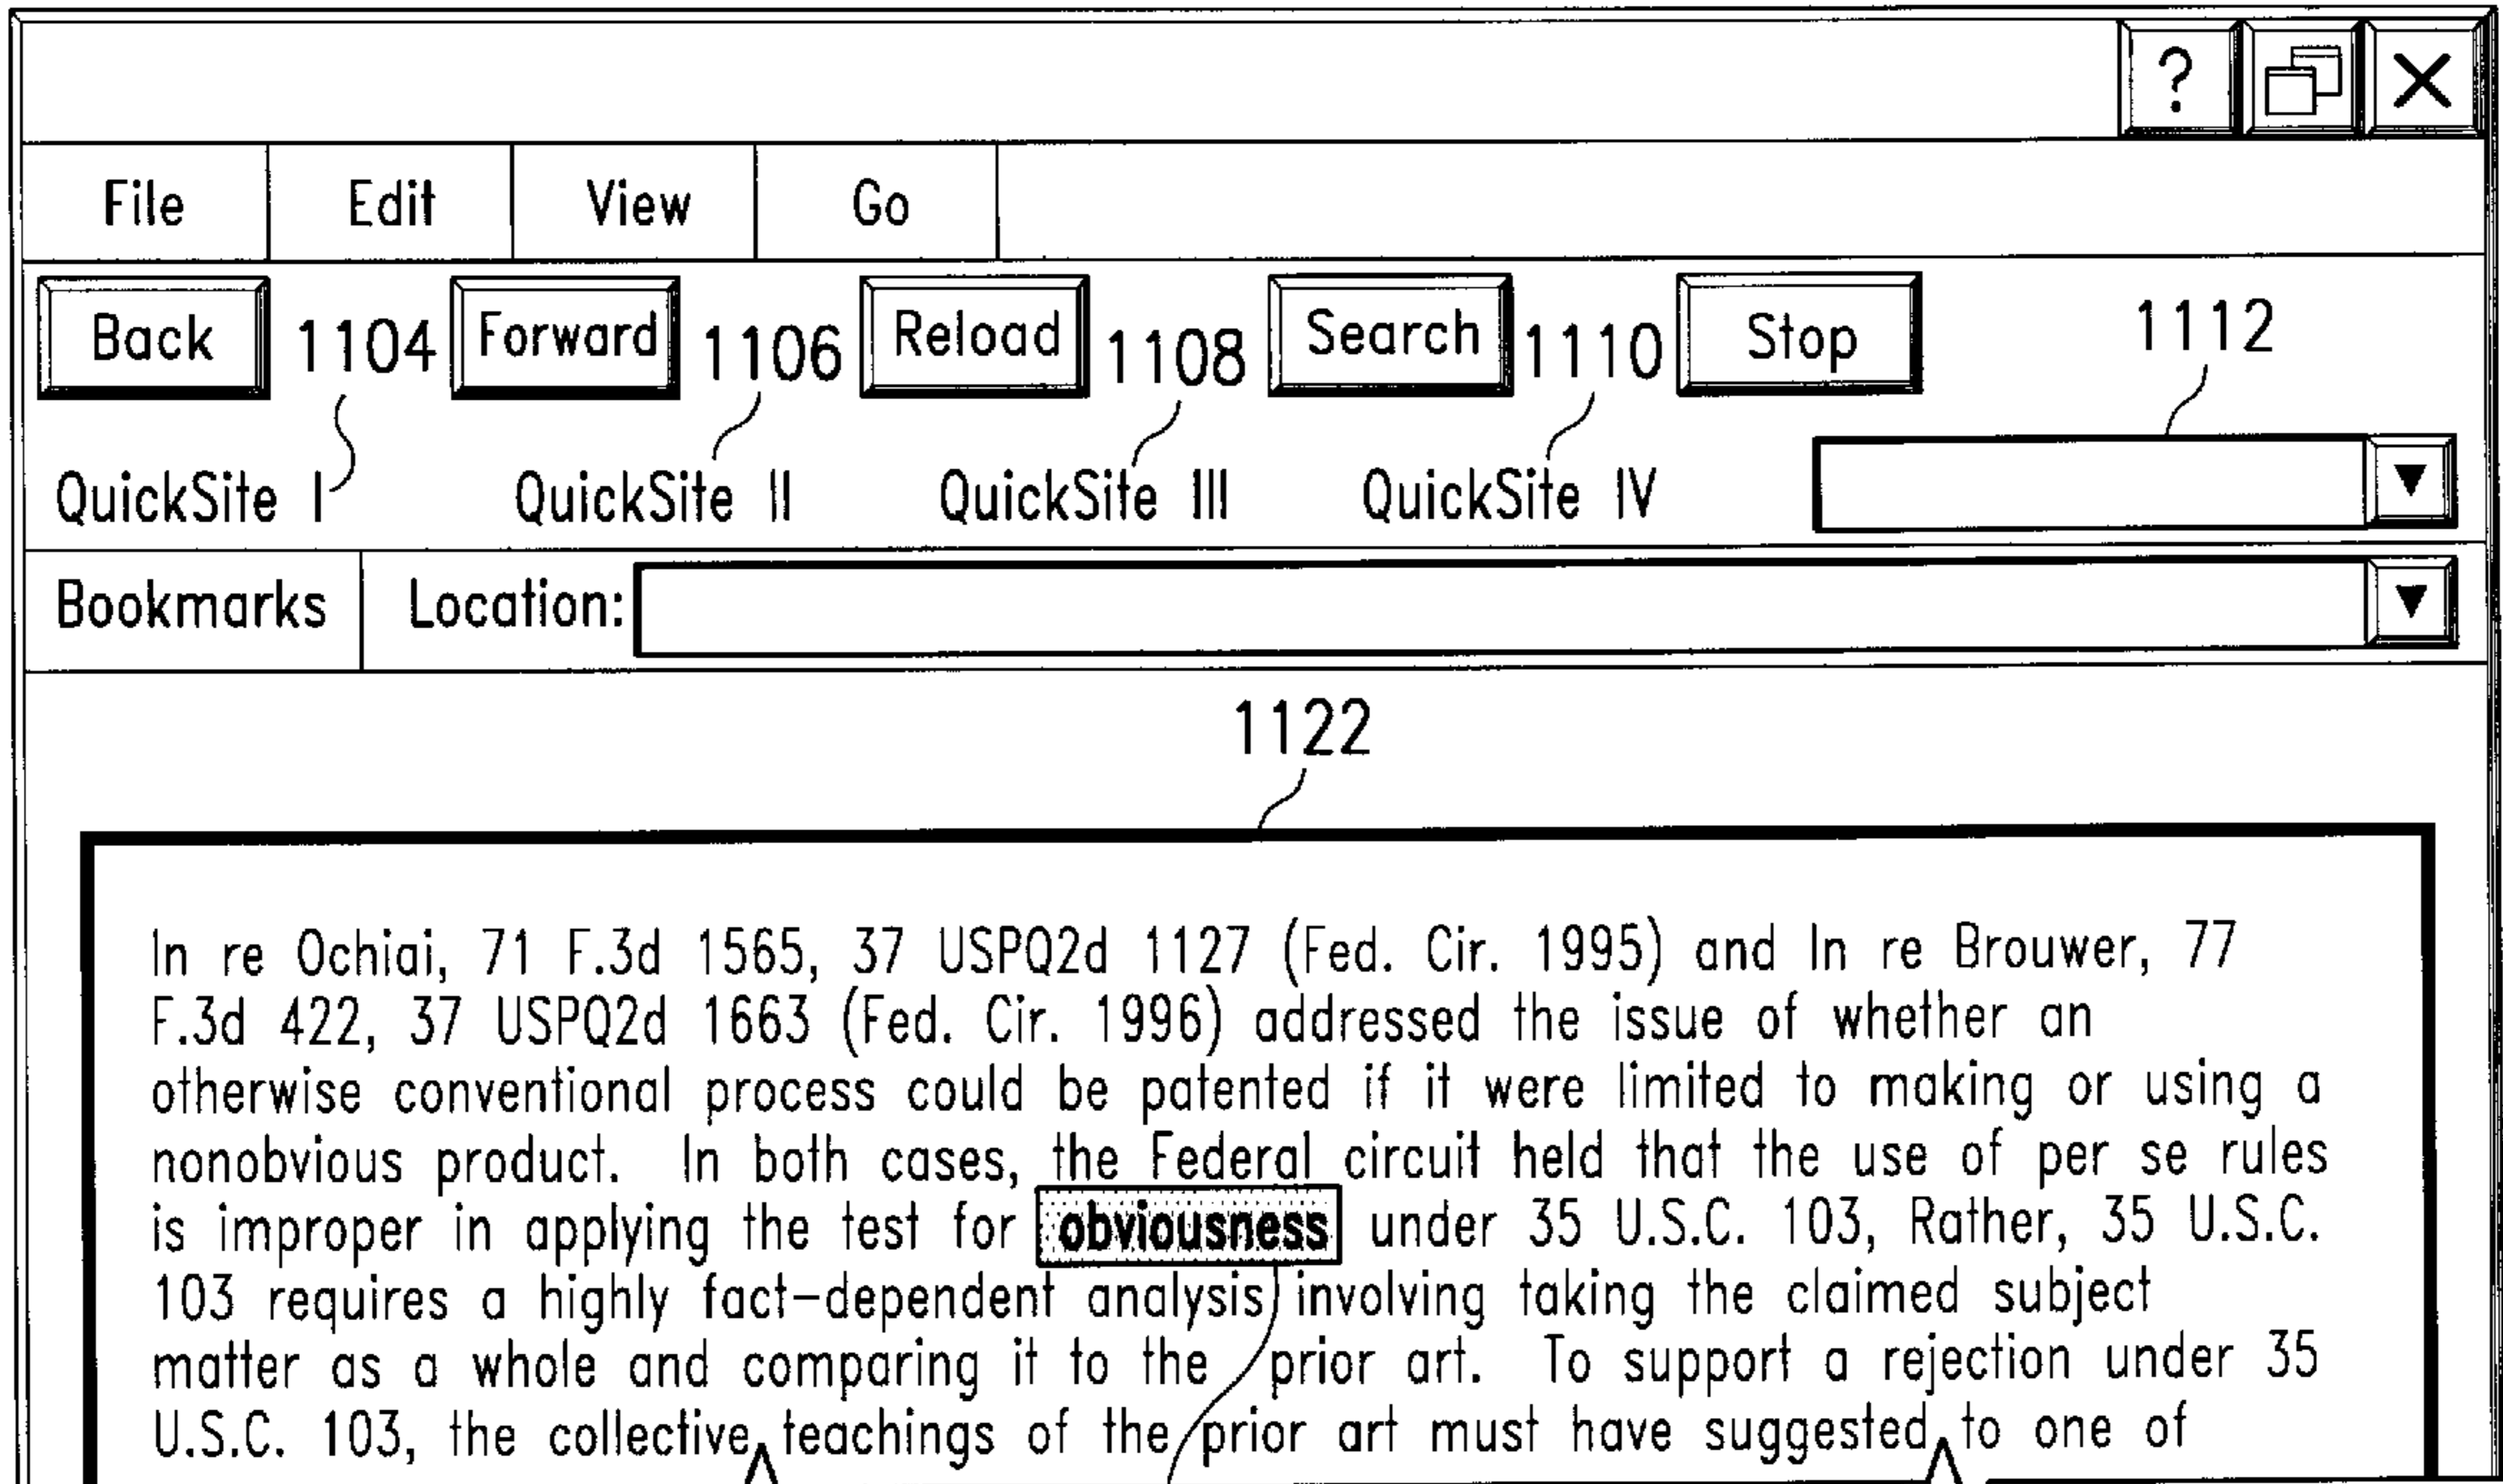 ?
File Edit View Go
Back 1104 Forward 1106 Reload 1108 Search 1110 Stop 1112
QuickSite I QuickSite II QuickSite III QuickSite IV
Bookmarks Location:
1122
In re Ochiai, 71 F.3d 1565, 37 USPQ2d 1127 (Fed. Cir. 1995) and In re Brouwer, 77
F.3d 422, 37 USPQ2d 1663 (Fed. Cir. 1996) addressed the issue of whether an
otherwise conventional process could be patented if it were limited to making or using a
nonobvious product. In both cases, the Federal circuit held that the use of per se rules
is improper in applying the test for obviousness under 35 U.S.C. 103, Rather, 35 U.S.C.
103 requires a highly fact-dependent analysis involving taking the claimed subject
matter as a whole and comparing it to the prior art. To support a rejection under 35
U.S.C. 103, the collective teachings of the prior art must have suggested to one of